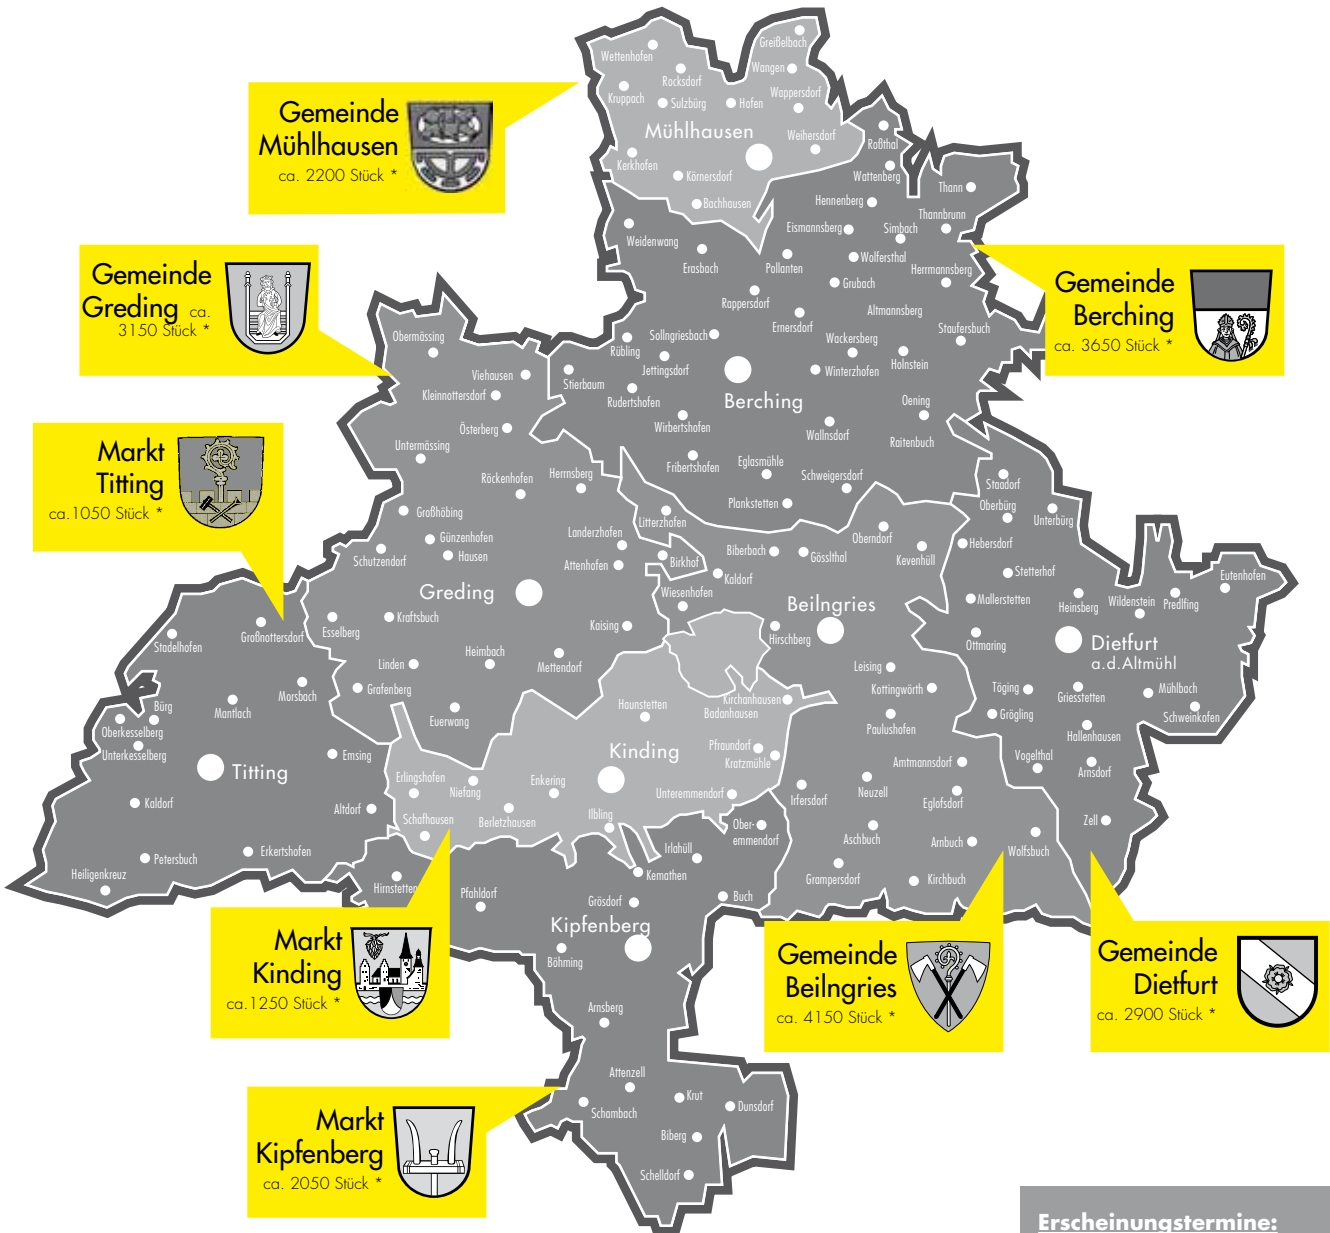 Gemeinde
Mühlhausen
ca. 2200 Stück *
Gemeinde
Greding ca.
3150 Stück *
Markt
Titting
ca.1050 Stück *
Gemeinde
Berching
ca. 3650 Stück *
Markt
Kinding
ca.1250 Stück *
Markt
Kipfenberg
ca. 2050 Stück *
Gemeinde
Beilngries
ca. 4150 Stück *
Gemeinde
Dietfurt
ca. 2900 Stück *
Greißelbach
Wettenhofen
Wangen
Rocksdorf
Kruppach
Sulzbürg
Hofen
Wappersdorf
Mühlhausen
Weihersdorf
Kerkhofen
Körnersdorf
Bachhausen
Roßthal
Wattenberg
Thann
Hennenberg
Thannbrunn
Eismannsberg
Simbach
Weidenwang
Erasbach
Pollanten
Wolfersthal
Herrmannsberg
Grubach
Rappersdorf
Altmannsberg
Ernersdorf
Staufersbuch
Sollngriesbach
Rübling
Wackersberg
Jettingsdorf
Winterzhofen
Holnstein
Stierbaum
Rudertshofen
Berching
Oening
Wirbertshofen
Wallnsdorf
Raitenbuch
Fribertshofen
Eglasmühle
Schweigersdorf
Plankstetten
Obermässing
Viehausen
Kleinnottersdorf
Österberg
Untermässing
Röckenhofen
Herrnsberg
Großhöbing
Günzenhofen
Hausen
Schutzendorf
Landerzhofen
Attenhofen
Greding
Esselberg
Kraftsbuch
Kaising
Linden
Heimbach
Mettendorf
Grafenberg
Euerwang
Litterzhofen
Birkhof
Biberbach
Gösslthal
Oberndorf
Kevenhüll
Kaldorf
Wiesenhofen
Beilngries
Hirschberg
Leising
Kottingwörth
Paulushofen
Amtmannsdorf
Irfersdorf
Neuzell
Eglofsdorf
Aschbuch
Arnbuch
Wolfsbuch
Grampersdorf
Kirchbuch
Staadorf
Oberbürg
Unterbürg
Hebersdorf
Stetterhof
Eutenhofen
Mallerstetten
Heinsberg
Wildenstein
Predlfing
Ottmaring
Dietfurt
a.d.Altmühl
Töging
Griesstetten
Mühlbach
Grögling
Schweinkofen
Hallenhausen
Vogelthal
Arnsdorf
Zell
Stadelhofen
Großnottersdorf
Morsbach
Mantlach
Bürg
Oberkesselberg
Unterkesselberg
Titting
Emsing
Kaldorf
Altdorf
Petersbuch
Erkertshofen
Heiligenkreuz
Haunstetten
Kirchanhausen
Badanhausen
Kinding
Pfraundorf
Kratzmühle
Erlingshofen
Niefang
Enkering
Unteremmendorf
Schafhausen
Berletzhausen
Ilbling
Ober-
emmendorf
Irlahüll
Kemathen
Hirnstetten
Pfahldorf
Grösdorf
Buch
Kipfenberg
Böhming
Arnsberg
Attenzell
Schambach
Krut
Dunsdorf
Biberg
Schelldorf
Erscheinungstermine: